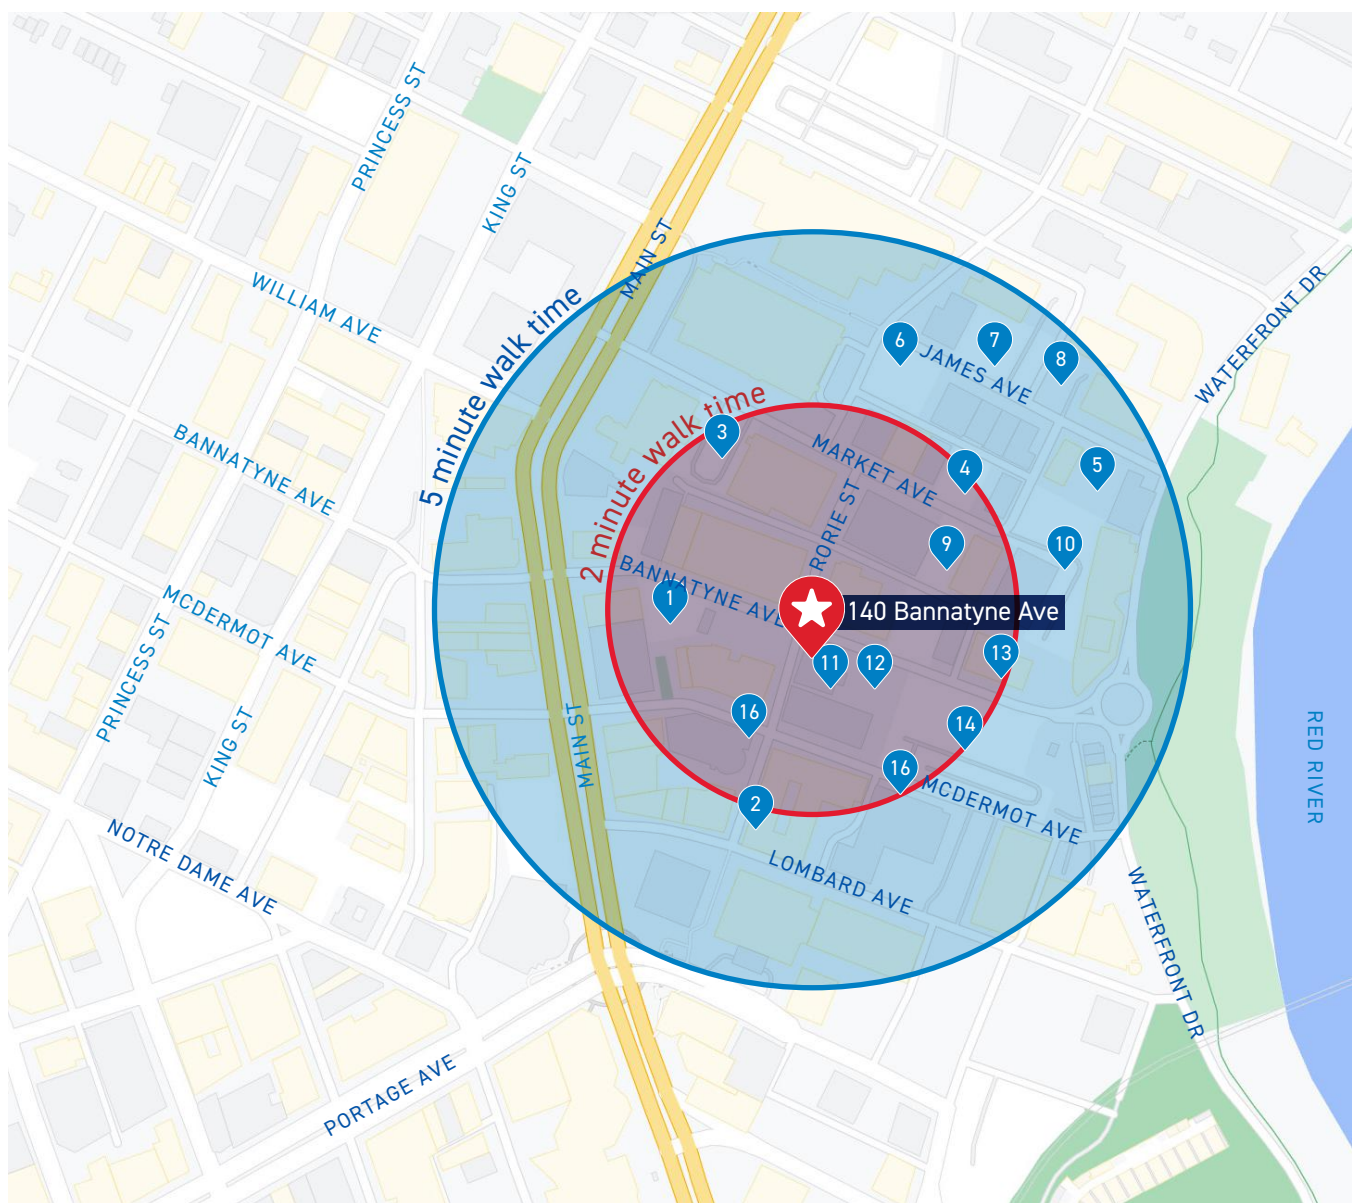 PRINCESS ST
KING ST
MAIN ST
WILLIAM AVE
5 minute walk time
WATERFRONT DR
6
7
8
JAMES AVE
2 minute walk time
3
MARKET AVE
4
5
BANNATYNE AVE
RORIE ST
9
10
BANNATYNE AVE
1
140 Bannatyne Ave
MCDERMOT AVE
11
12
13
PRINCESS ST
KING ST
MAIN ST
16
14
16
2
MCDERMOT AVE
RED RIVER
LOMBARD AVE
NOTRE DAME AVE
WATERFRONT DR
PORTAGE AVE